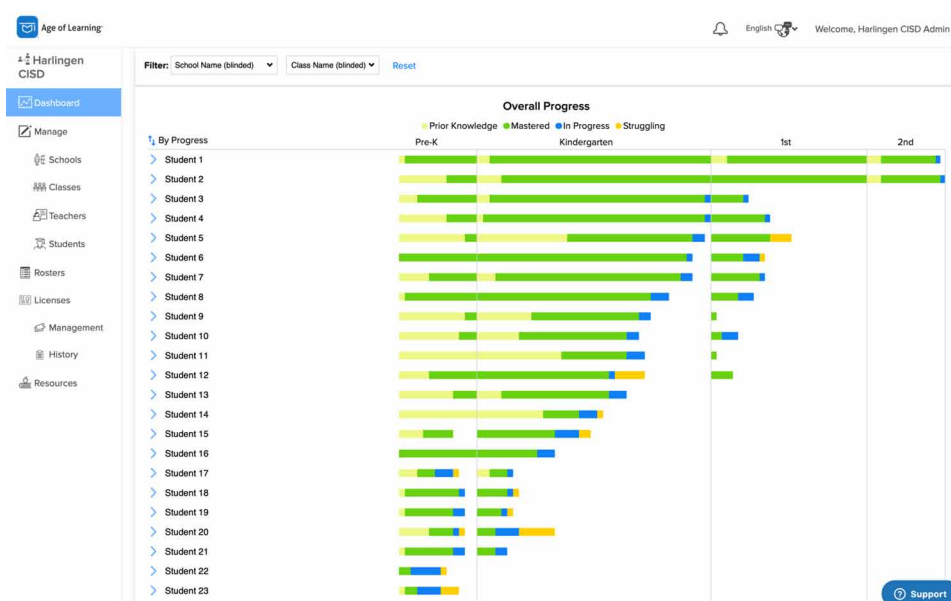 Age of Learning
English
Welcome, Harlingen CISD Admin
Harlingen
CISD
Filter: School Name (blinded) Class Name (blinded) Reset
Dashboard
Manage
Schools
Classes
Teachers
Students
Rosters
Licenses
Management
History
Resources
Overall Progress
Prior Knowledge Mastered In Progress Struggling
By Progress Pre-K Kindergarten 1st 2nd
Student 1
Student 2
Student 3
Student 4
Student 5
Student 6
Student 7
Student 8
Student 9
Student 10
Student 11
Student 12
Student 13
Student 14
Student 15
Student 16
Student 17
Student 18
Student 19
Student 20
Student 21
Student 22
Student 23
Support